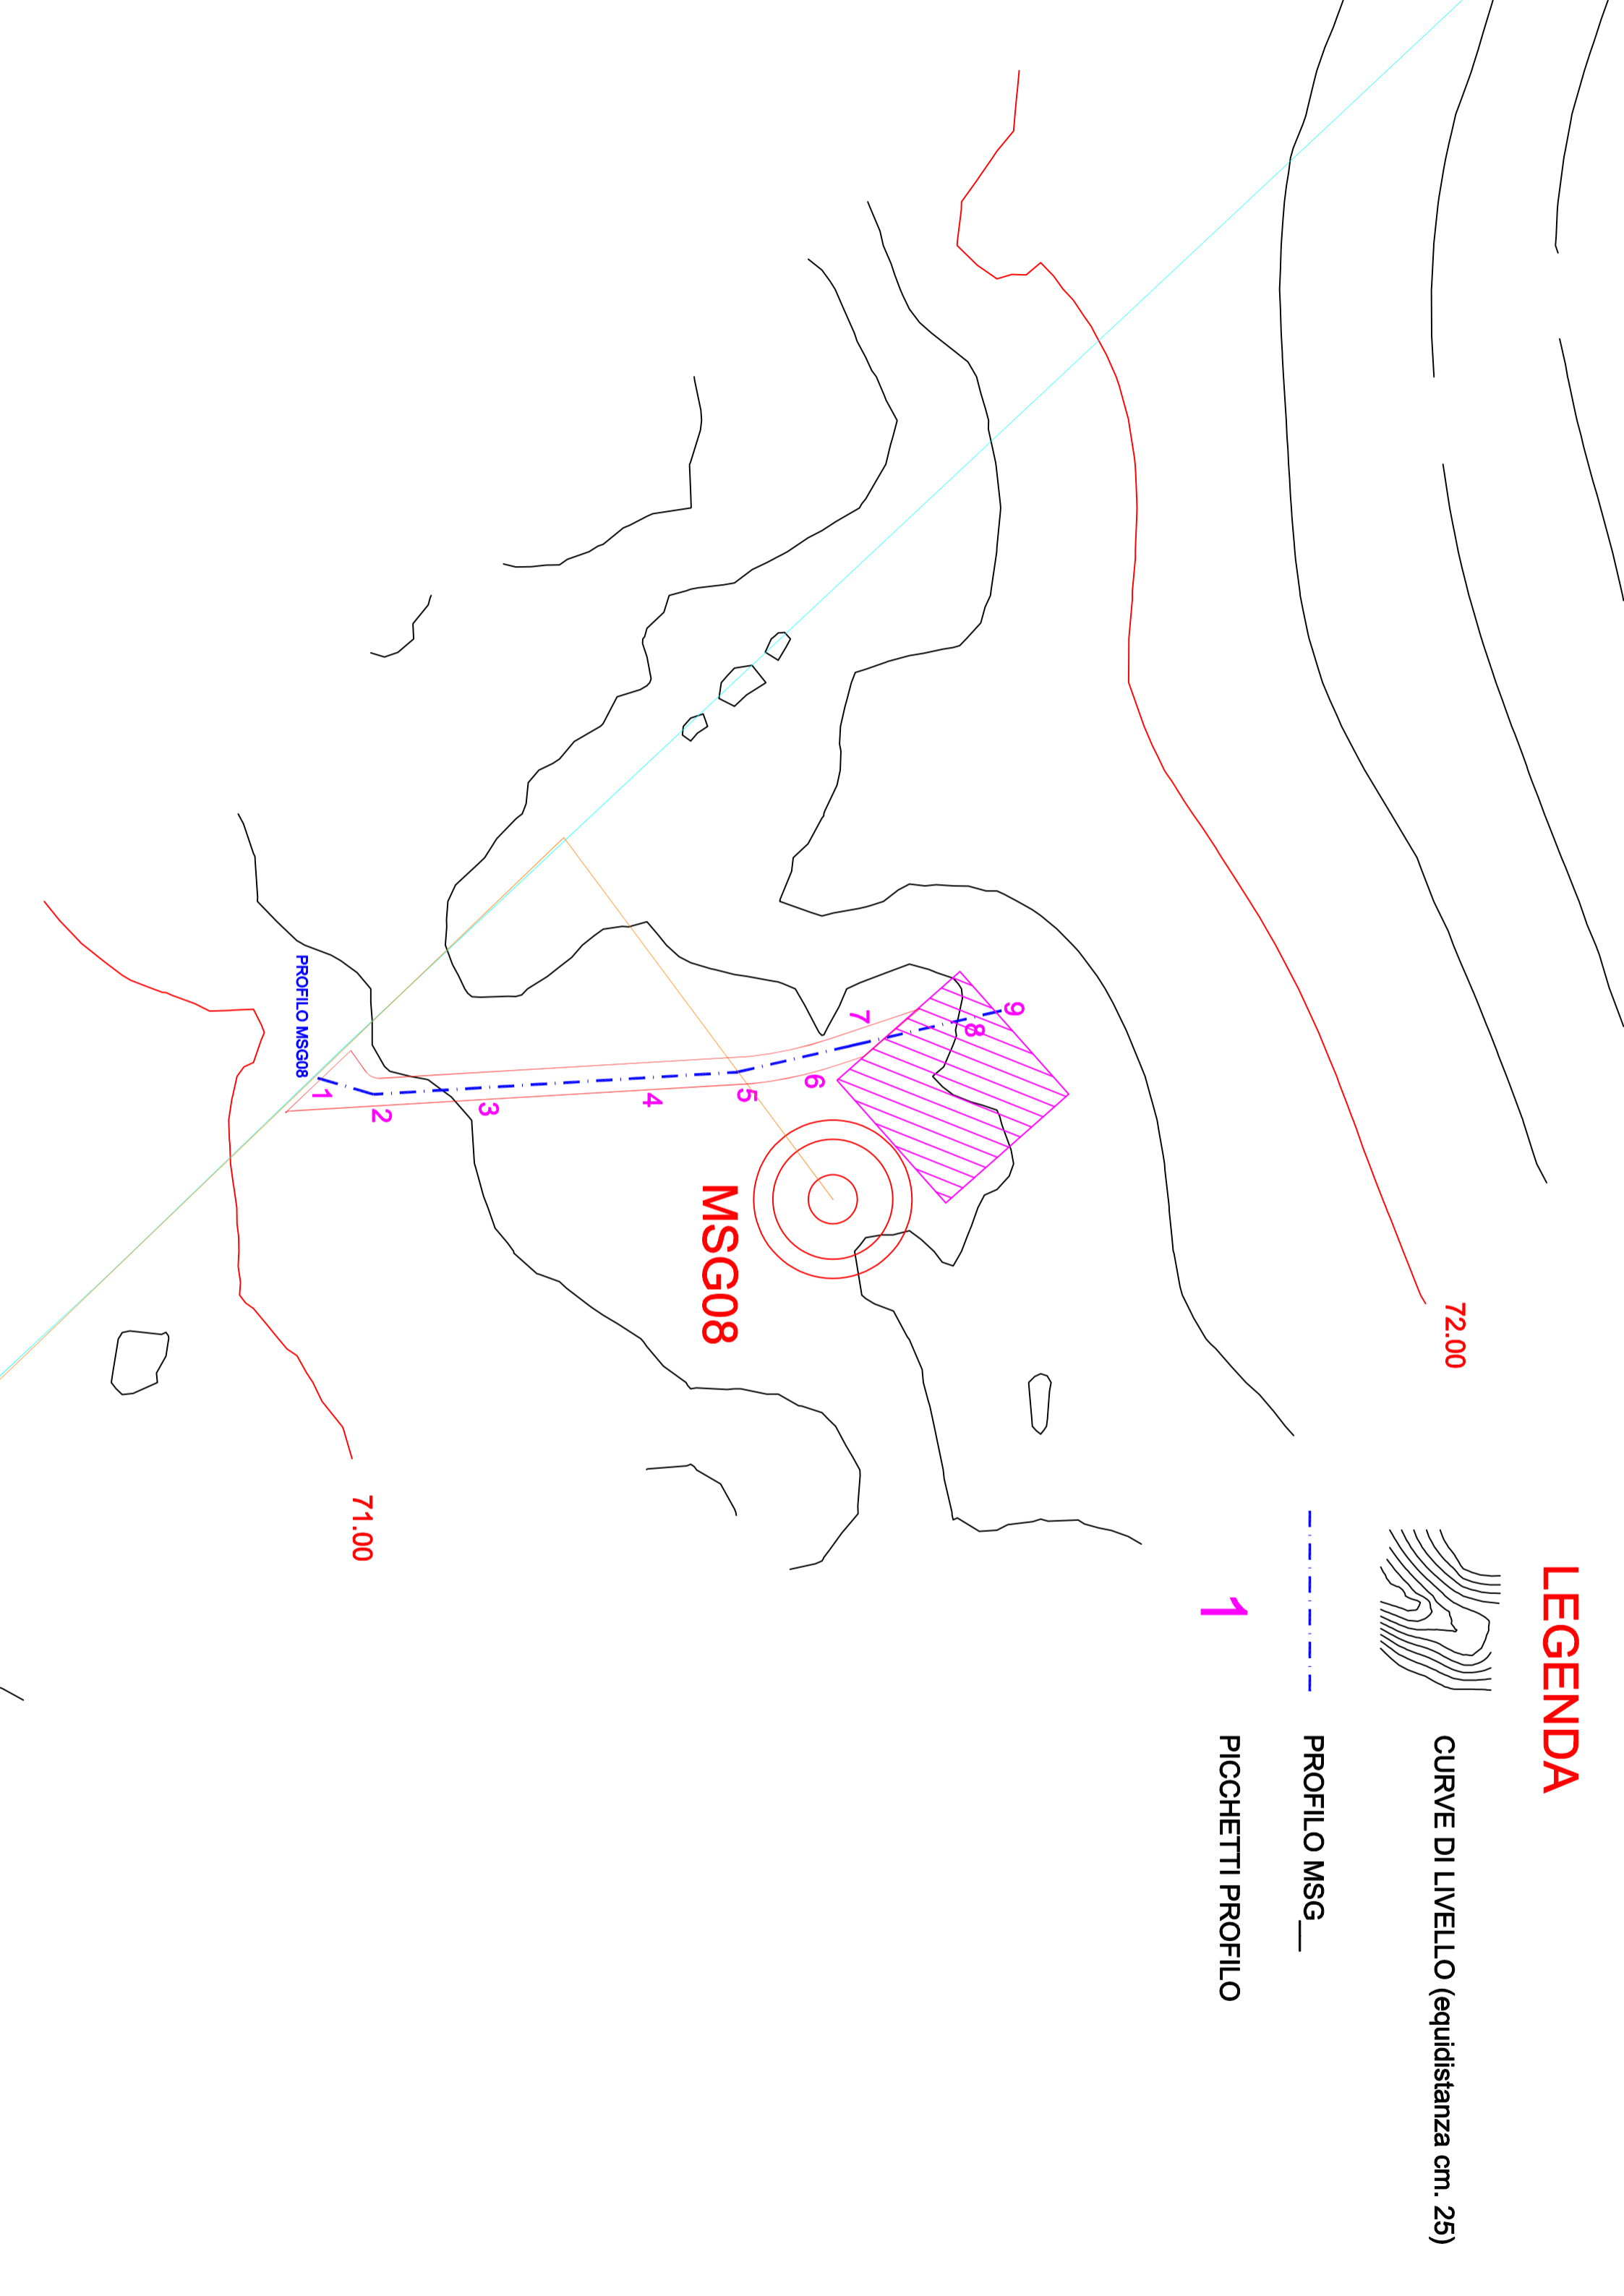 LEGENDA
CURVE DI LIVELLO (equidistanza cm. 25)
PROFILO MSG__
1
PICCHETTI PROFILO
72.00
9
8
7
6
5
4
3
2
1
MSG08
PROFILO MSG08
71.00